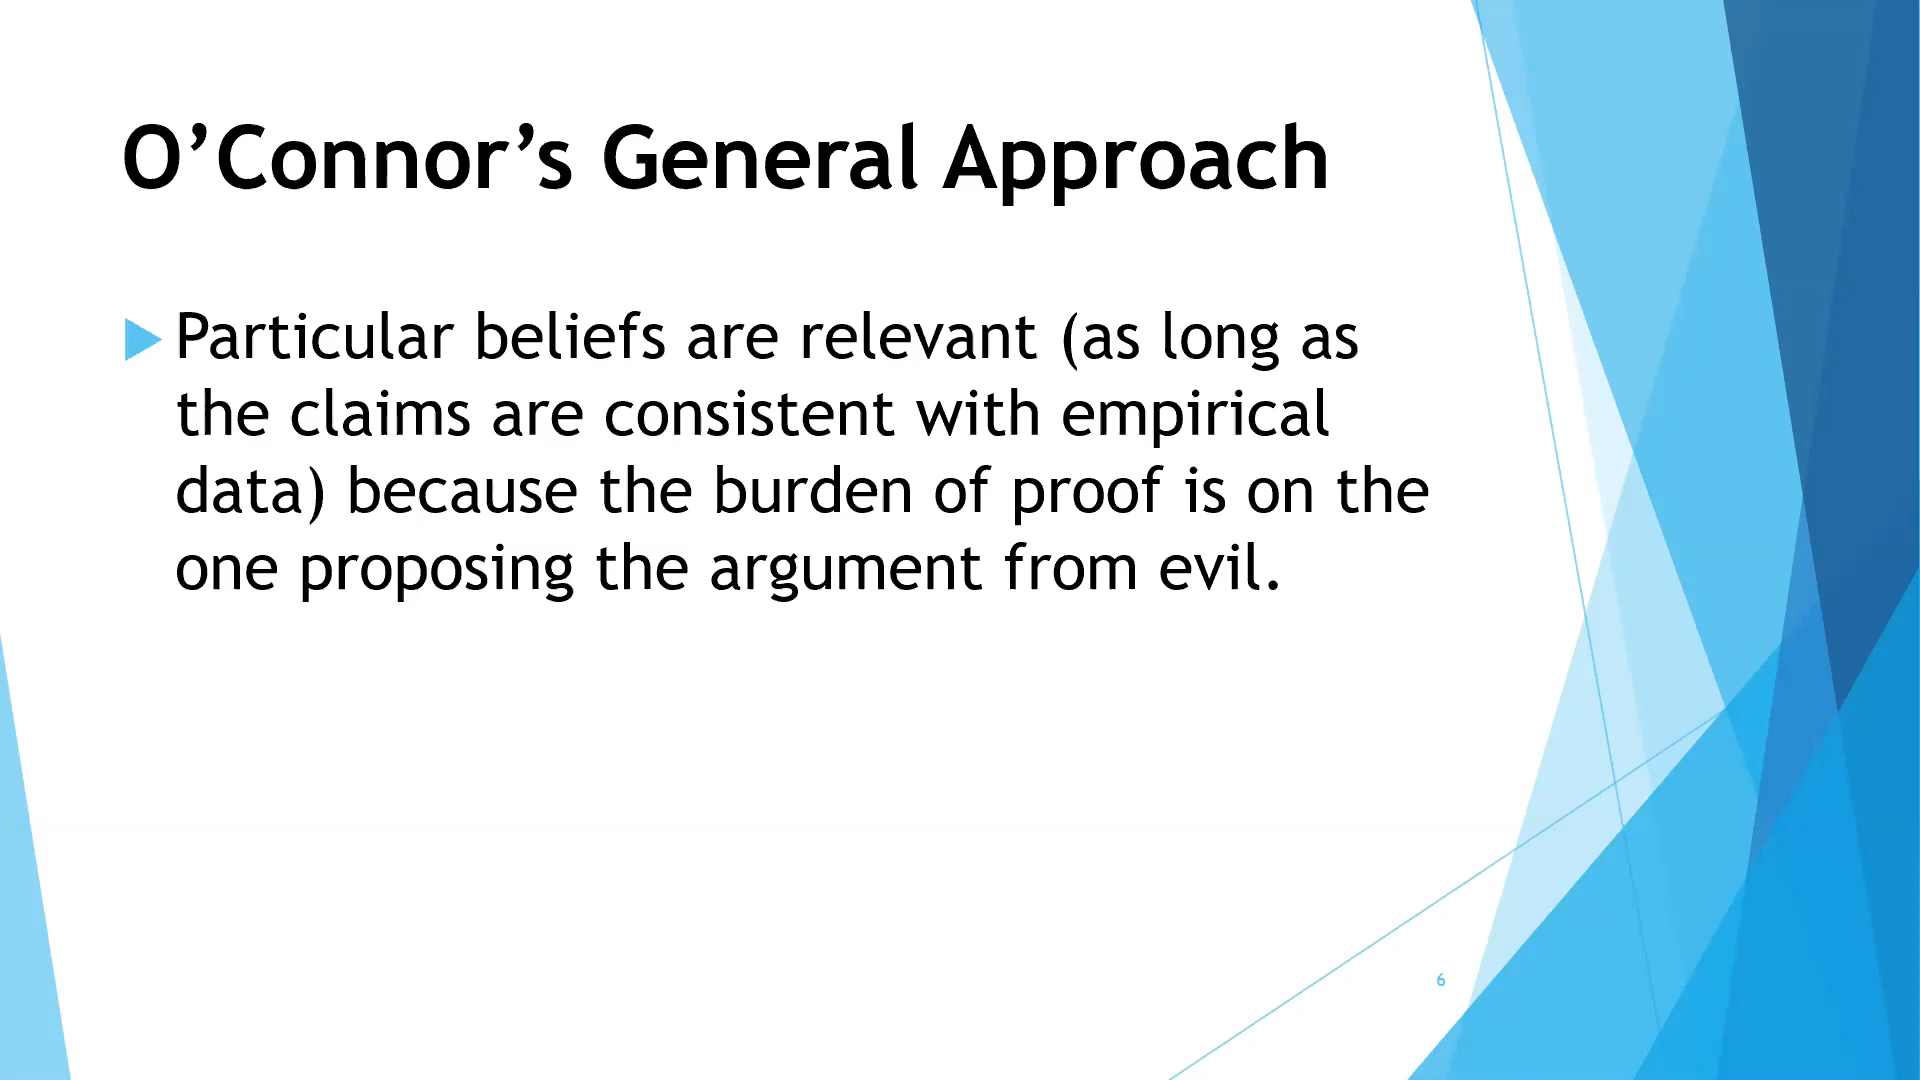 O’Connor’s General Approach
Particular beliefs are relevant (as long as
the claims are consistent with empirical
data) because the burden of proof is on the
one proposing the argument from evil.
6